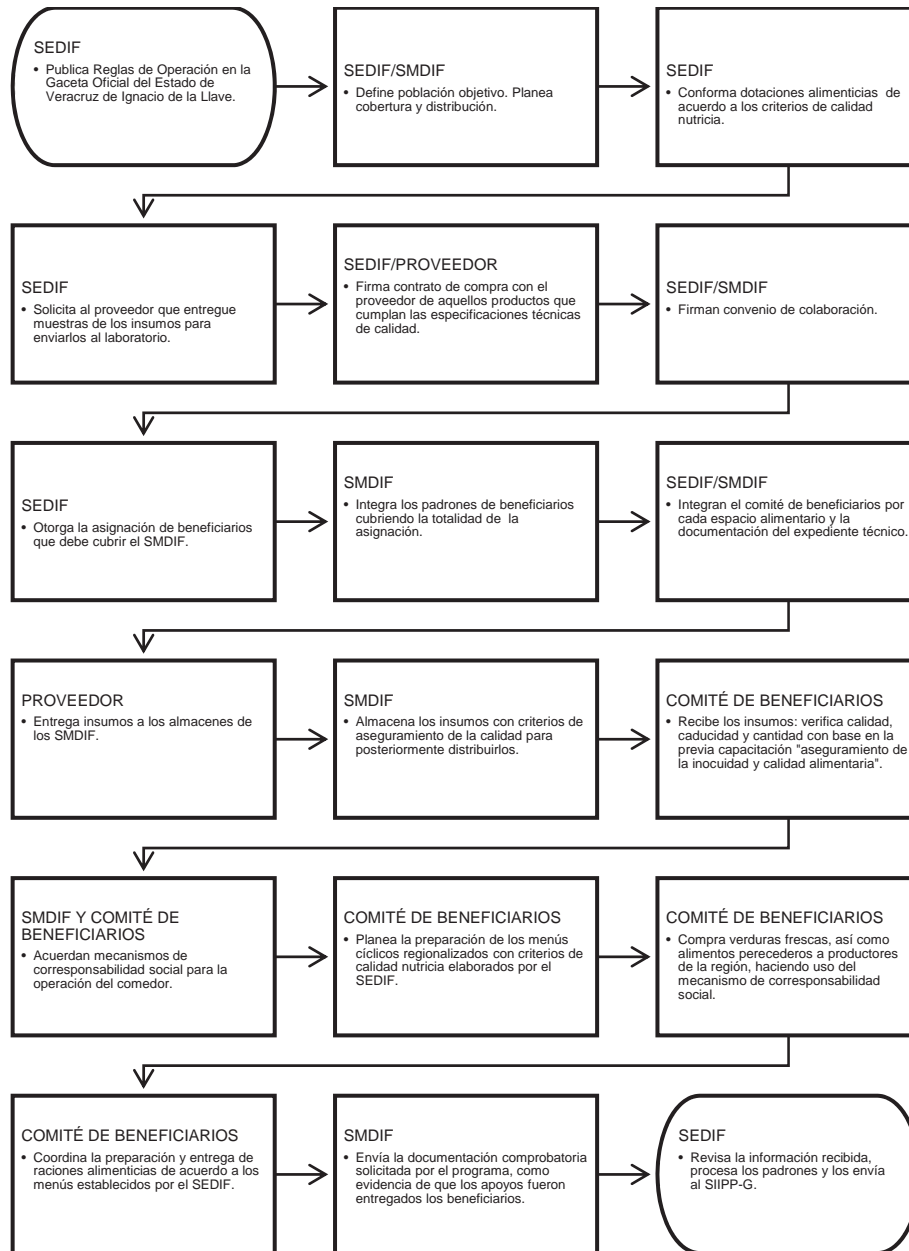 SEDIF
• Publica Reglas de Operación en la
Gaceta Oficial del Estado de
Veracruz de Ignacio de la Llave.
SEDIF/SMDIF
• Define población objetivo. Planea
cobertura y distribución.
SEDIF
• Conforma dotaciones alimenticias de
acuerdo a los criterios de calidad
nutricia.
SEDIF
• Solicita al proveedor que entregue
muestras de los insumos para
enviarlos al laboratorio.
SEDIF/PROVEEDOR
• Firma contrato de compra con el
proveedor de aquellos productos que
cumplan las especificaciones técnicas
de calidad.
SEDIF/SMDIF
• Firman convenio de colaboración.
SEDIF
• Otorga la asignación de beneficiarios
que debe cubrir el SMDIF.
SMDIF
• Integra los padrones de beneficiarios
cubriendo la totalidad de la
asignación.
SEDIF/SMDIF
• Integran el comité de beneficiarios por
cada espacio alimentario y la
documentación del expediente técnico.
PROVEEDOR
• Entrega insumos a los almacenes de
los SMDIF.
SMDIF
• Almacena los insumos con criterios de
aseguramiento de la calidad para
posteriormente distribuirlos.
COMITÉ DE BENEFICIARIOS
• Recibe los insumos: verifica calidad,
caducidad y cantidad con base en la
previa capacitación "aseguramiento de
la inocuidad y calidad alimentaria".
SMDIF Y COMITÉ DE
BENEFICIARIOS
• Acuerdan mecanismos de
corresponsabilidad social para la
operación del comedor.
COMITÉ DE BENEFICIARIOS
• Planea la preparación de los menús
cíclicos regionalizados con criterios de
calidad nutricia elaborados por el
SEDIF.
COMITÉ DE BENEFICIARIOS
• Compra verduras frescas, así como
alimentos perecederos a productores
de la región, haciendo uso del
mecanismo de corresponsabilidad
social.
COMITÉ DE BENEFICIARIOS
• Coordina la preparación y entrega de
raciones alimenticias de acuerdo a los
menús establecidos por el SEDIF.
SMDIF
• Envía la documentación comprobatoria
solicitada por el programa, como
evidencia de que los apoyos fueron
entregados los beneficiarios.
SEDIF
• Revisa la información recibida,
procesa los padrones y los envía
al SIIPP-G.